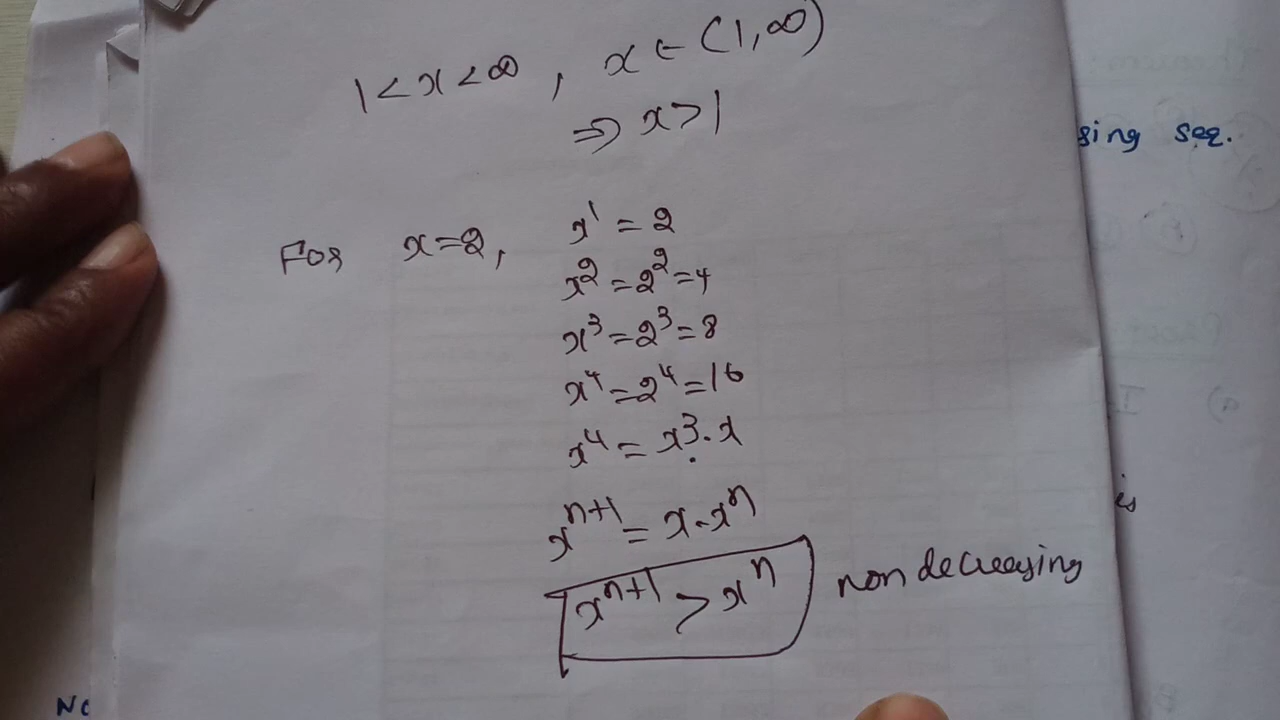 1 < x < ∞ , x ∈ (1, ∞)
⇒ x > 1
sing seq.
For x = 2, x¹ = 2
x² = 2² = 4
x³ = 2³ = 8
x⁴ = 2⁴ = 16
x⁴ = x³ · x
is
xⁿ⁺¹ = x · xⁿ
xⁿ⁺¹ > xⁿ non decreasing